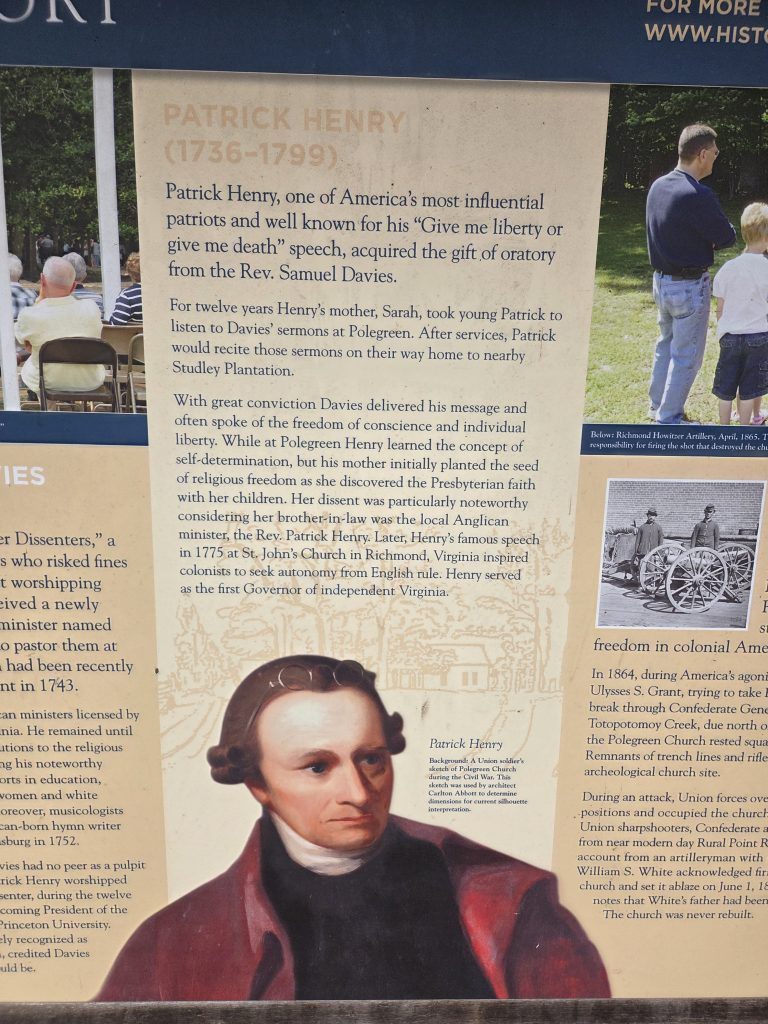 FOR MORE
WWW.HIST
PATRICK HENRY
(1736–1799)
Patrick Henry, one of America's most influential
patriots and well known for his “Give me liberty or
give me death” speech, acquired the gift of oratory
from the Rev. Samuel Davies.
For twelve years Henry's mother, Sarah, took young Patrick to
listen to Davies' sermons at Polegreen. After services, Patrick
would recite those sermons on their way home to nearby
Studley Plantation.
With great conviction Davies delivered his message and
often spoke of the freedom of conscience and individual
liberty. While at Polegreen Henry learned the concept of
self-determination, but his mother initially planted the seed
of religious freedom as she discovered the Presbyterian faith
with her children. Her dissent was particularly noteworthy
considering her brother-in-law was the local Anglican
minister, the Rev. Patrick Henry. Later, Henry's famous speech
in 1775 at St. John's Church in Richmond, Virginia inspired
colonists to seek autonomy from English rule. Henry served
as the first Governor of independent Virginia.
Patrick Henry
Background: A Union soldier's
sketch of Polegreen Church
during the Civil War. This
sketch was used by architect
Carlton Abbott to determine
dimensions for current silhouette
interpretation.
VIES
er Dissenters,” a
s who risked fines
t worshipping
eived a newly
minister named
o pastor them at
had been recently
nt in 1743.
can ministers licensed by
nia. He remained until
utions to the religious
ng his noteworthy
orts in education,
women and white
oreover, musicologists
can-born hymn writer
sburg in 1752.
vies had no peer as a pulpit
trick Henry worshipped
senter, during the twelve
coming President of the
Princeton University.
ely recognized as
, credited Davies
uld be.
Below: Richmond Howitzer Artillery, April, 1865. T
responsibility for firing the shot that destroyed the chu
freedom in colonial Ame
In 1864, during America's agoni
Ulysses S. Grant, trying to take
break through Confederate Gene
Totopotomoy Creek, due north o
the Polegreen Church rested squa
Remnants of trench lines and rifle
archeological church site.
During an attack, Union forces ove
positions and occupied the church
Union sharpshooters, Confederate a
from near modern day Rural Point R
account from an artilleryman with
William S. White acknowledged fir
church and set it ablaze on June 1, 18
notes that White's father had been
The church was never rebuilt.